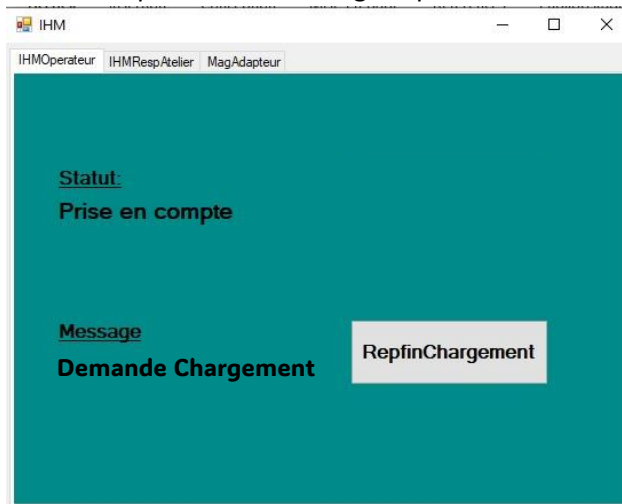 IHM
IHMOperateur IHMRespAtelier MagAdapteur
Statut:
Prise en compte
Message
Demande Chargement
RepfinChargement